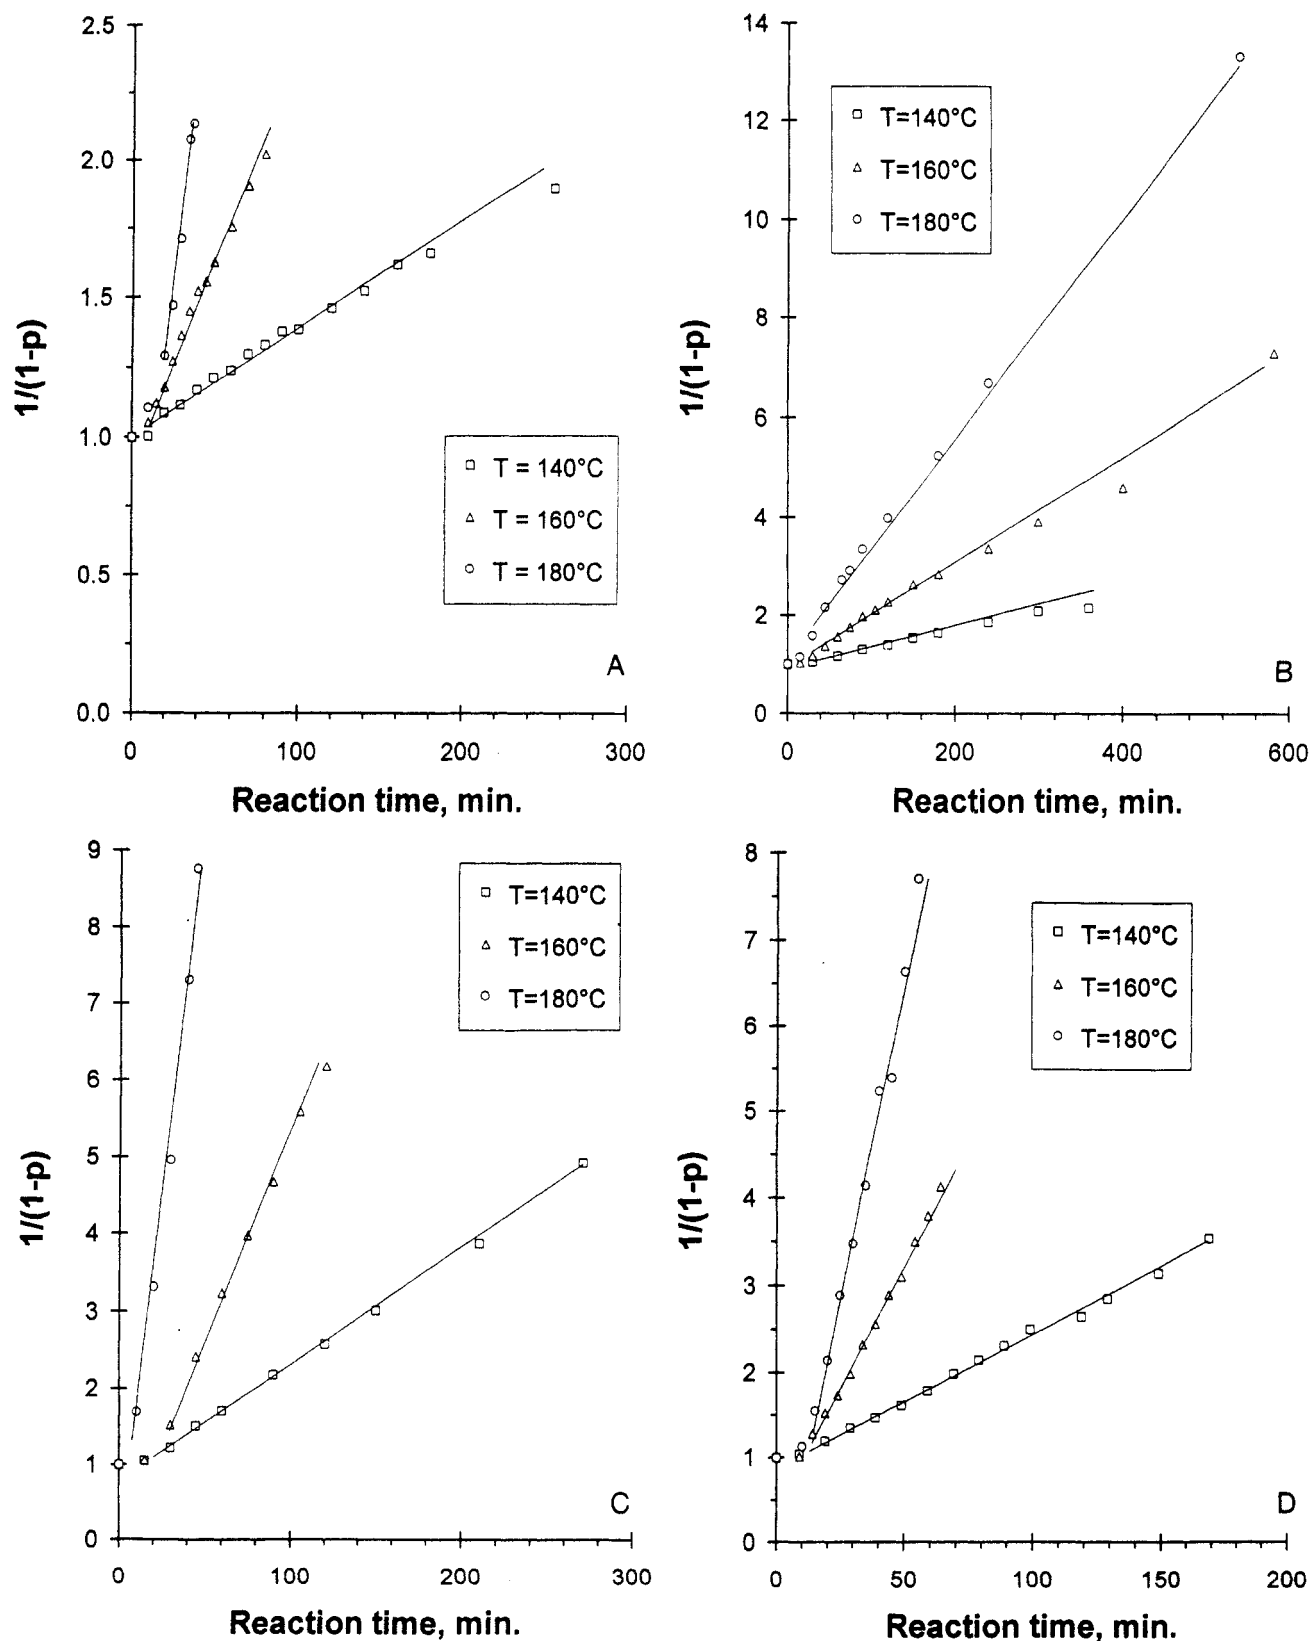 2.5
2.0
1.5
1.0
0.5
0.0
1/(1-p)
T = 140°C
T = 160°C
T = 180°C
A
0 100 200 300
Reaction time, min.
14
12
10
8
6
4
2
0
1/(1-p)
T=140°C
T=160°C
T=180°C
B
0 200 400 600
Reaction time, min.
9
8
7
6
5
4
3
2
1
0
1/(1-p)
T=140°C
T=160°C
T=180°C
C
0 100 200 300
Reaction time, min.
8
7
6
5
4
3
2
1
0
1/(1-p)
T=140°C
T=160°C
T=180°C
D
0 50 100 150 200
Reaction time, min.